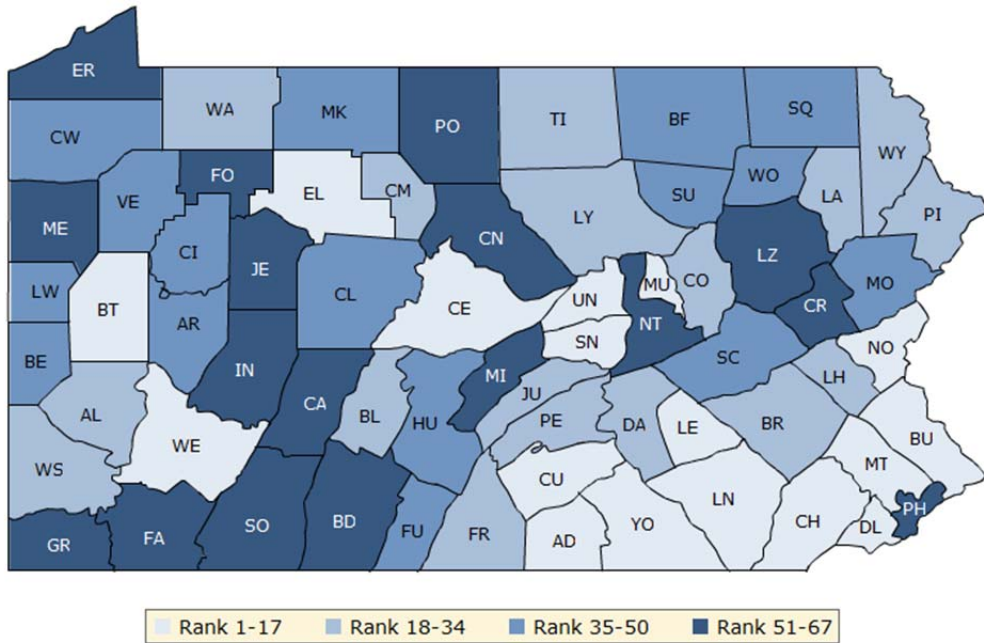 ER
WA
MK
PO
TI
BF
SQ
CW
WY
FO
WO
VE
EL
CM
SU
LA
PI
LY
ME
CI
CN
JE
LZ
CO
LW
CL
MU
MO
UN
BT
CE
CR
AR
NT
SN
NO
BE
SC
IN
MI
LH
JU
CA
BL
AL
HU
PE
DA
LE
BR
WE
BU
WS
MT
CU
LN
PH
SO
BD
YO
CH
DL
FA
FU
FR
AD
GR
Rank 1-17 Rank 18-34 Rank 35-50 Rank 51-67